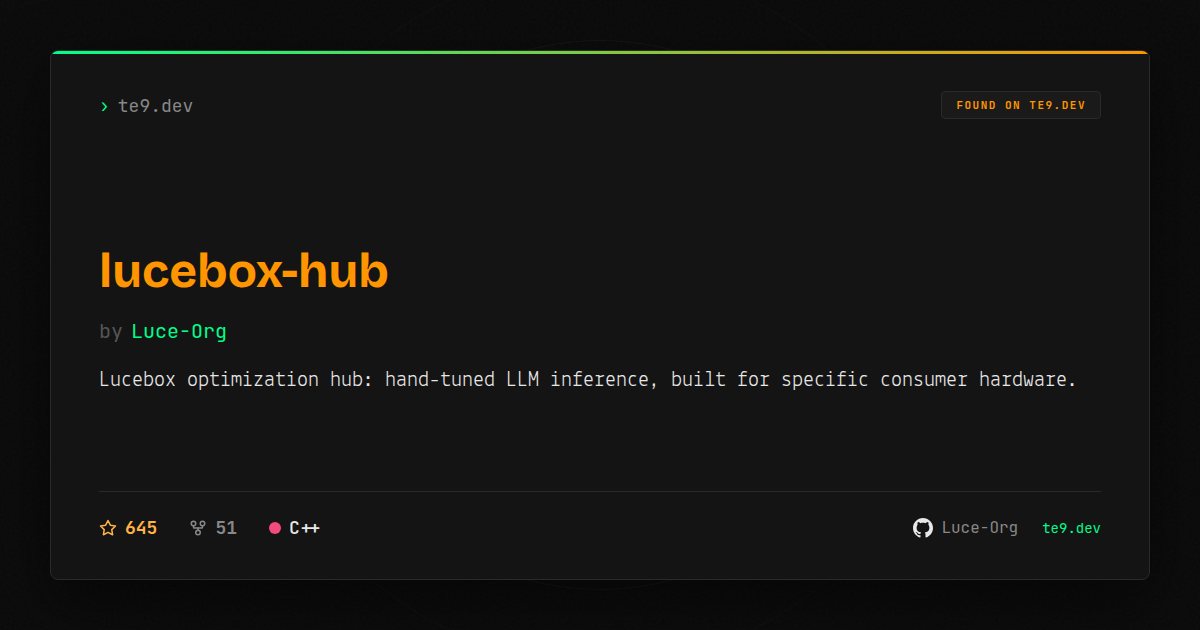 › te9.dev
FOUND ON TE9.DEV
lucebox-hub
by Luce-Org
Lucebox optimization hub: hand-tuned LLM inference, built for specific consumer hardware.
645 51 C++
Luce-Org te9.dev